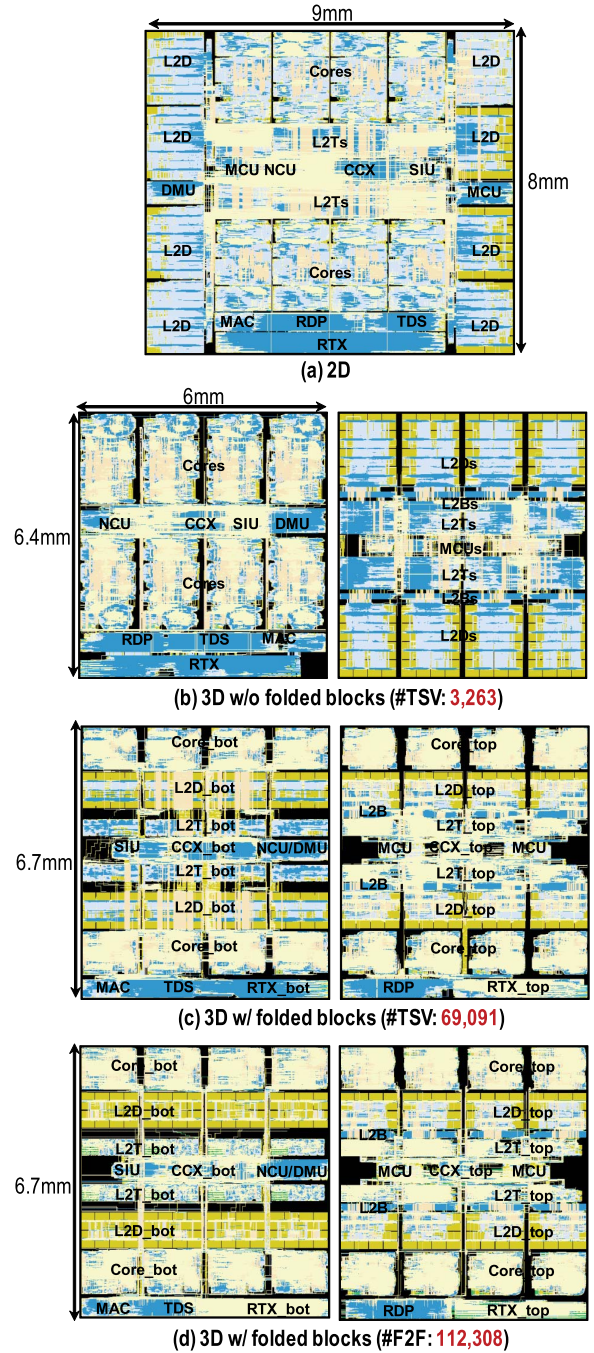 9mm
L2D
Cores
L2D
L2D
L2Ts
L2D
MCU NCU
CCX
SIU
DMU
MCU
8mm
L2Ts
L2D
Cores
L2D
L2D
MAC
RDP
TDS
L2D
RTX
(a) 2D
6mm
Cores
L2Ds
L2Bs
NCU
CCX
SIU
DMU
L2Ts
6.4mm
MCUs
Cores
L2Ts
L2Bs
L2Ds
RDP
TDS
MAC
RTX
(b) 3D w/o folded blocks (#TSV: 3,263)
Core_bot
Core_top
L2D_bot
L2D_top
L2B
L2T_bot
L2T_top
SIU
CCX_bot
NCU/DMU
MCU
CCX_top
MCU
6.7mm
L2T_bot
L2T_top
L2B
L2D_bot
L2D_top
Core_bot
Core_top
MAC
TDS
RTX_bot
RDP
RTX_top
(c) 3D w/ folded blocks (#TSV: 69,091)
Core_bot
Core_top
L2D_bot
L2D_top
L2B
L2T_bot
L2T_top
SIU
CCX_bot
NCU/DMU
MCU
CCX_top
MCU
6.7mm
L2T_bot
L2T_top
L2B
L2D_bot
L2D_top
Core_bot
Core_top
MAC
TDS
RTX_bot
RDP
RTX_top
(d) 3D w/ folded blocks (#F2F: 112,308)